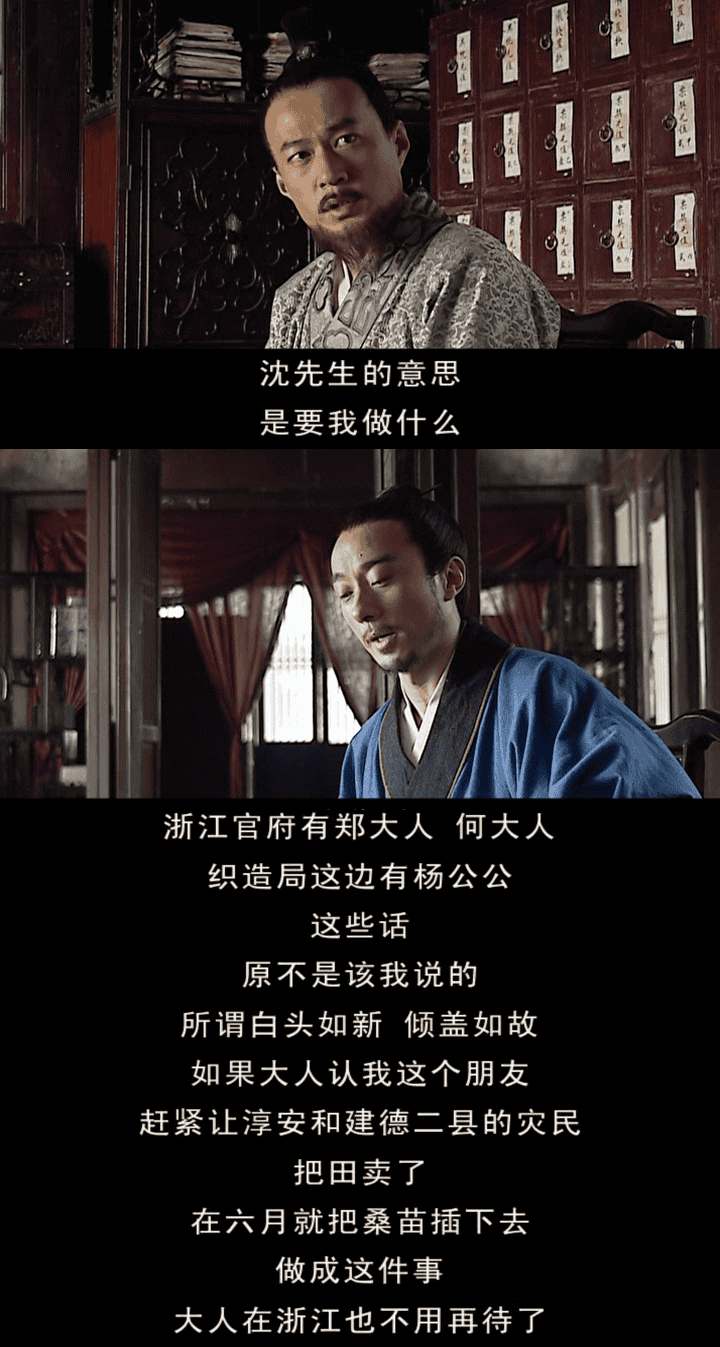 沈先生的意思
是要我做什么
浙江官府有郑大人 何大人
织造局这边有杨公公
这些话
原不是该我说的
所谓白头如新 倾盖如故
如果大人认我这个朋友
赶紧让淳安和建德二县的灾民
把田卖了
在六月就把桑苗插下去
做成这件事
大人在浙江也不用再待了